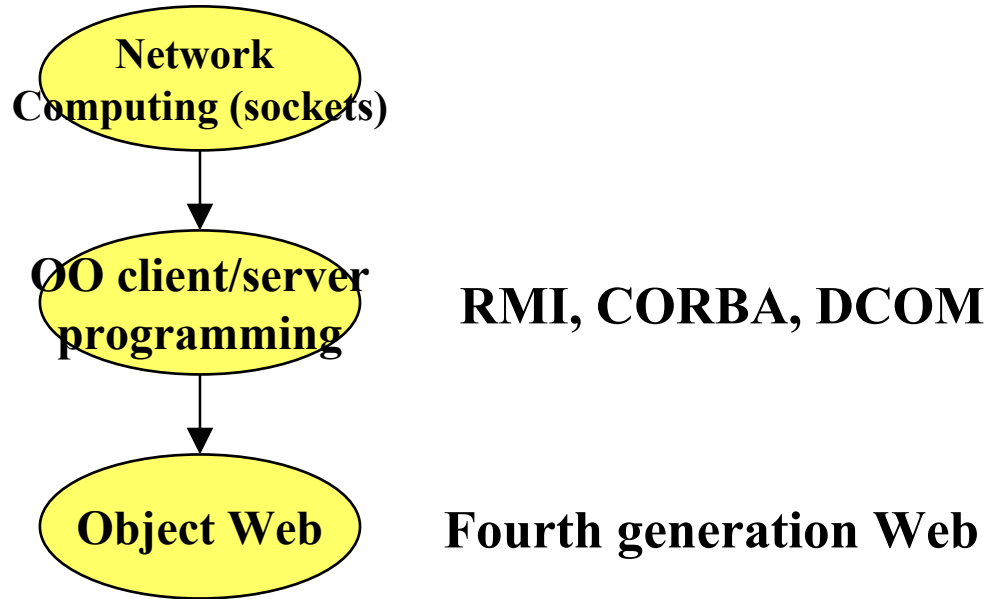 Network
Computing (sockets)
OO client/server
programming
RMI, CORBA, DCOM
Object Web
Fourth generation Web